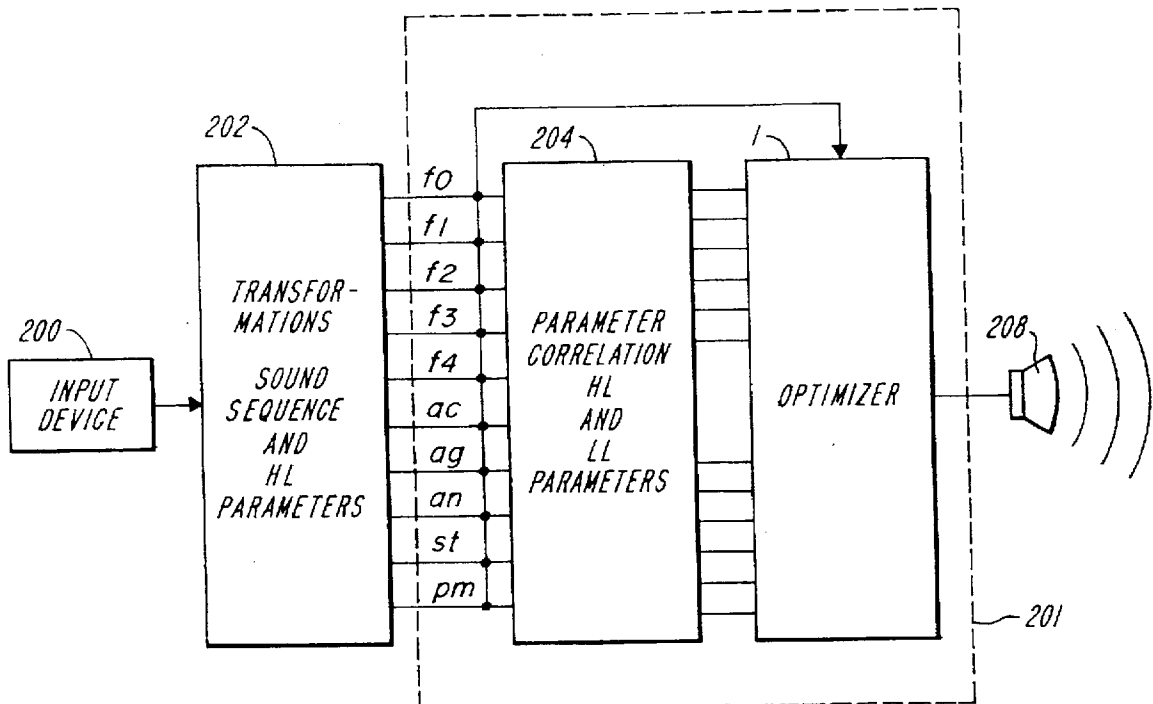 202
204
1
f0
f1
f2
f3
f4
ac
ag
an
st
pm
TRANSFOR-
MATIONS
SOUND
SEQUENCE
AND
HL
PARAMETERS
PARAMETER
CORRELATION
HL
AND
LL
PARAMETERS
OPTIMIZER
200
INPUT
DEVICE
208
201